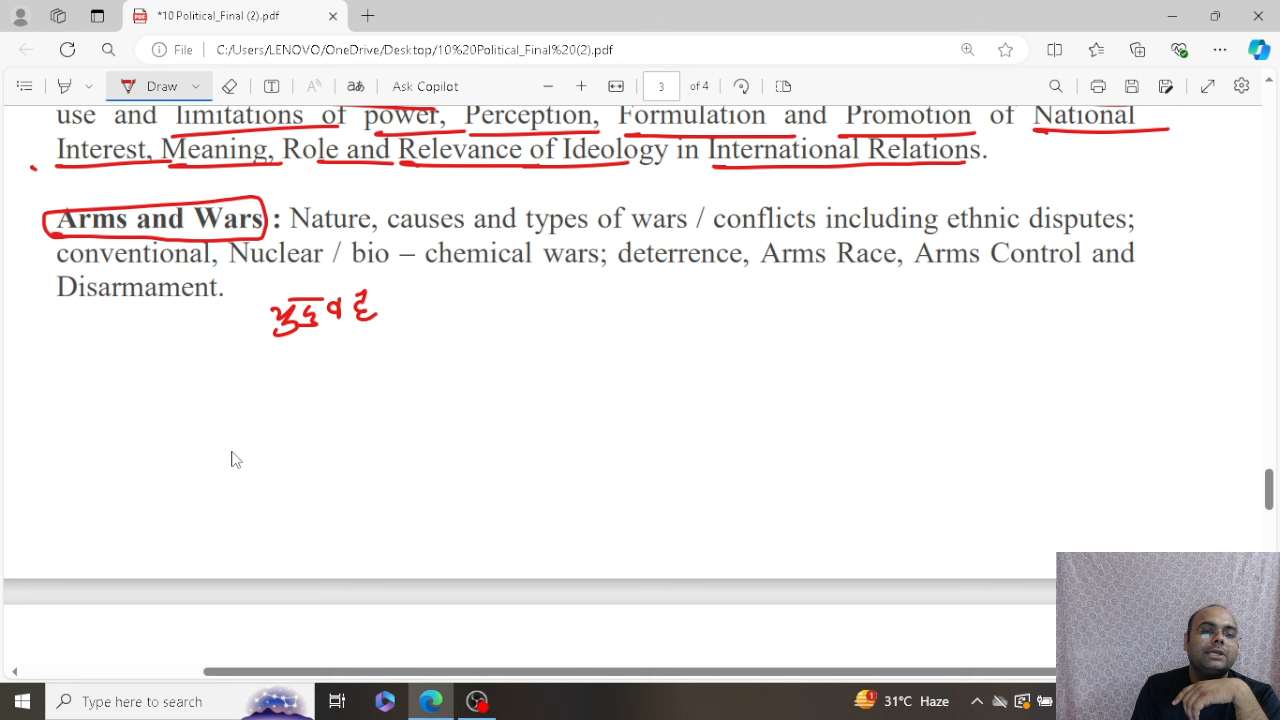 *10 Political_Final (2).pdf
File C:/Users/LENOVO/OneDrive/Desktop/10%20Political_Final%20(2).pdf
Draw aあ Ask Copilot 3 of 4
use and limitations of power, Perception, Formulation and Promotion of National
Interest, Meaning, Role and Relevance of Ideology in International Relations.
Arms and Wars : Nature, causes and types of wars / conflicts including ethnic disputes;
conventional, Nuclear / bio – chemical wars; deterrence, Arms Race, Arms Control and
Disarmament.
Type here to search 1 31°C Haze